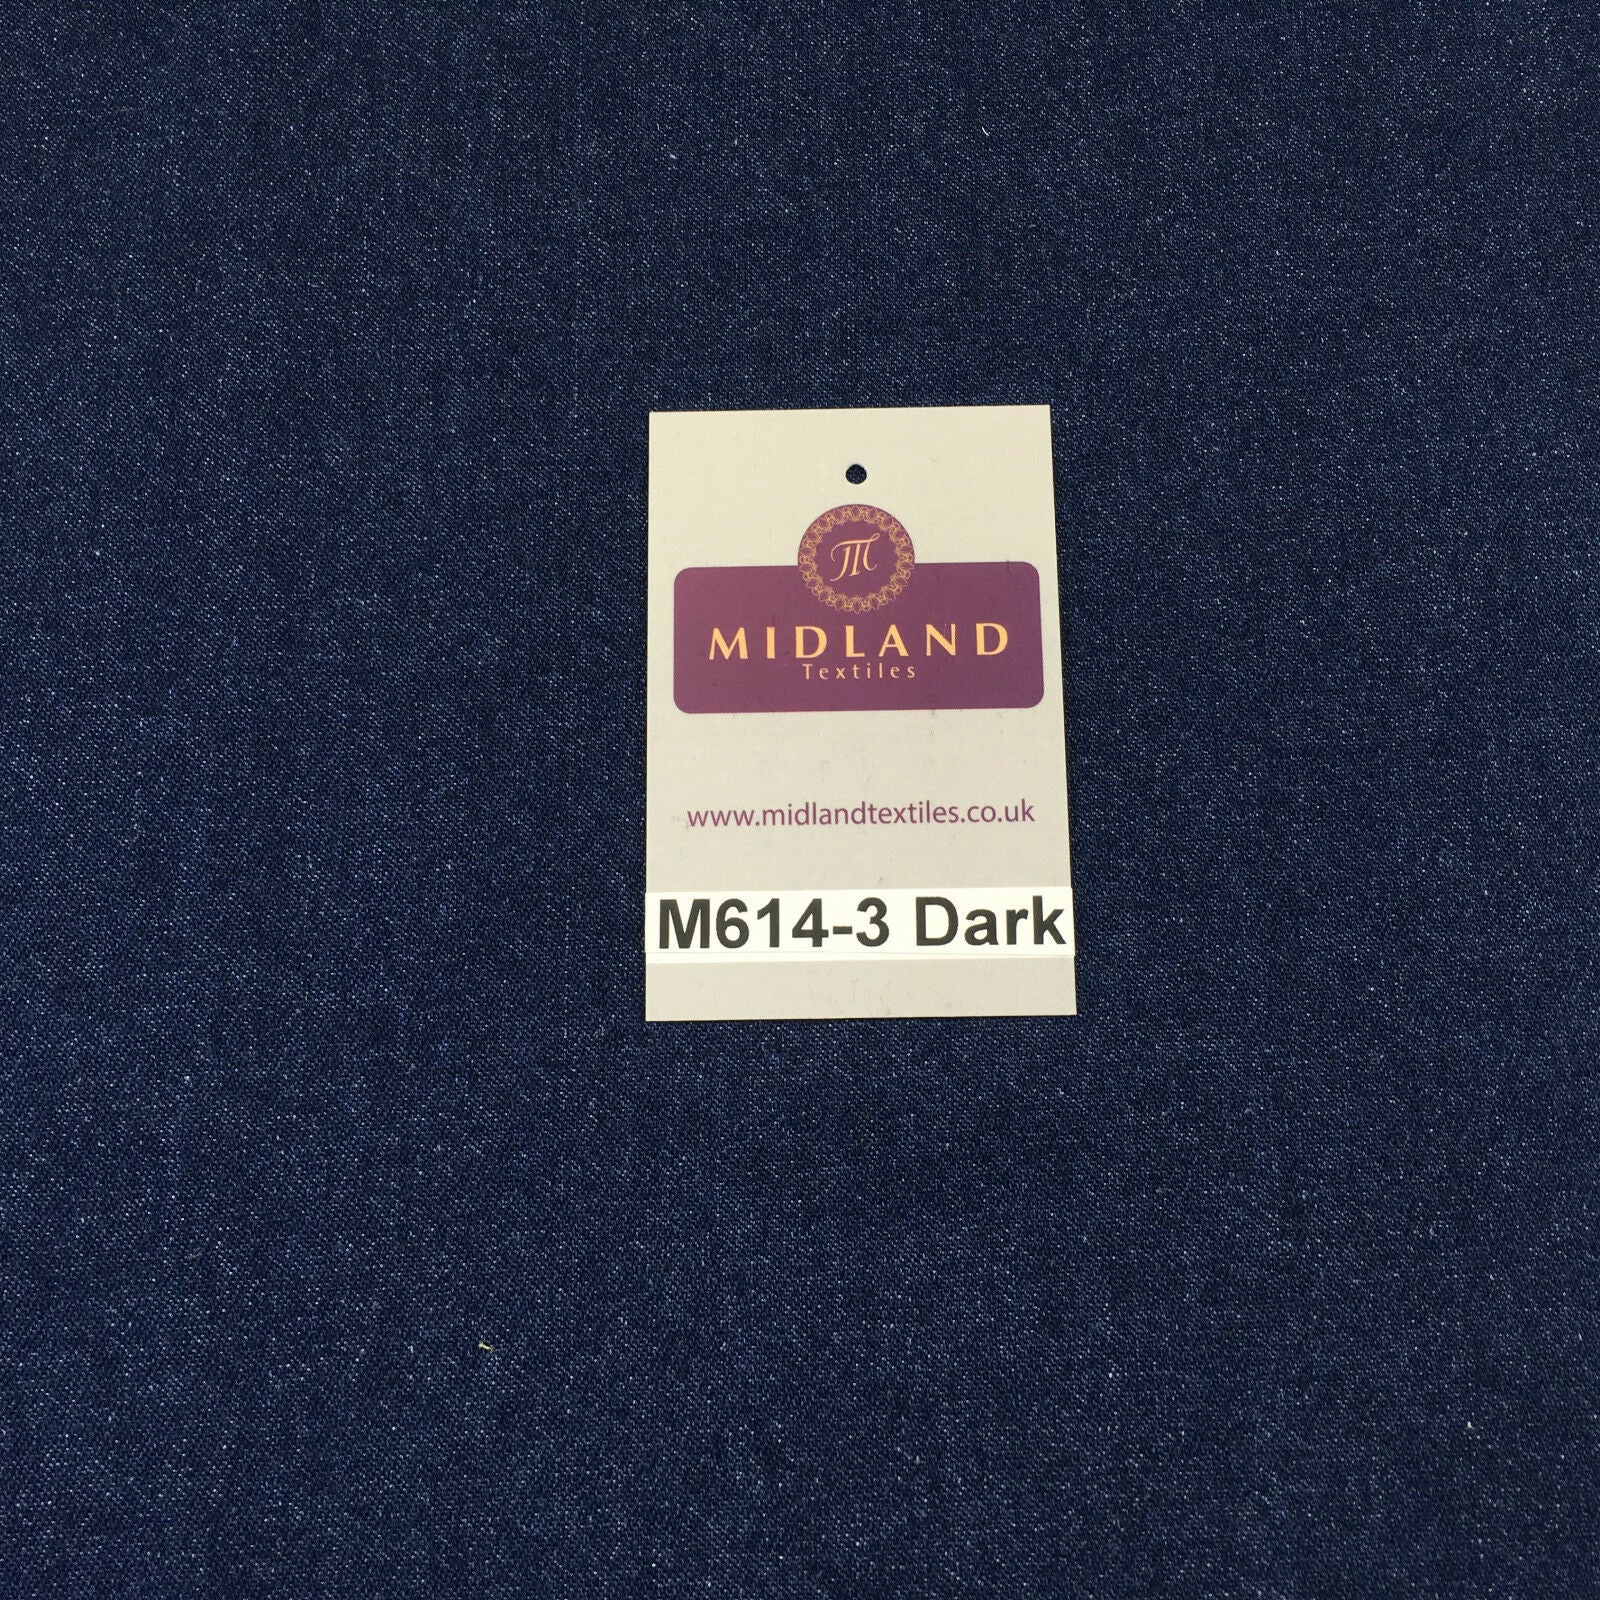 M
MIDLAND
Textiles
www.midlandtextiles.co.uk
M614-3 Dark